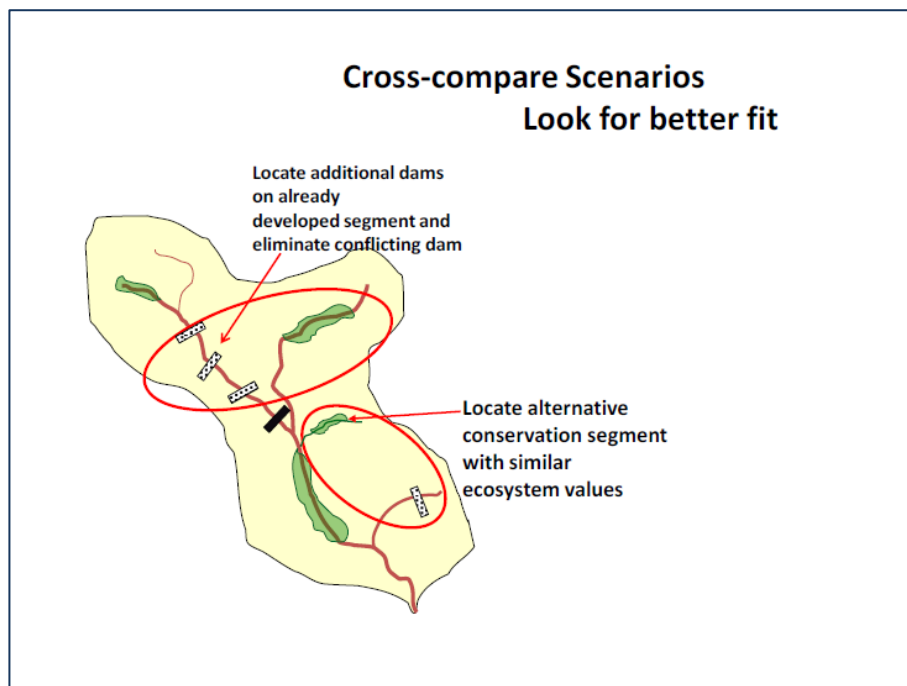 Cross-compare Scenarios
Look for better fit
Locate additional dams
on already
developed segment and
eliminate conflicting dam
Locate alternative
conservation segment
with similar
ecosystem values